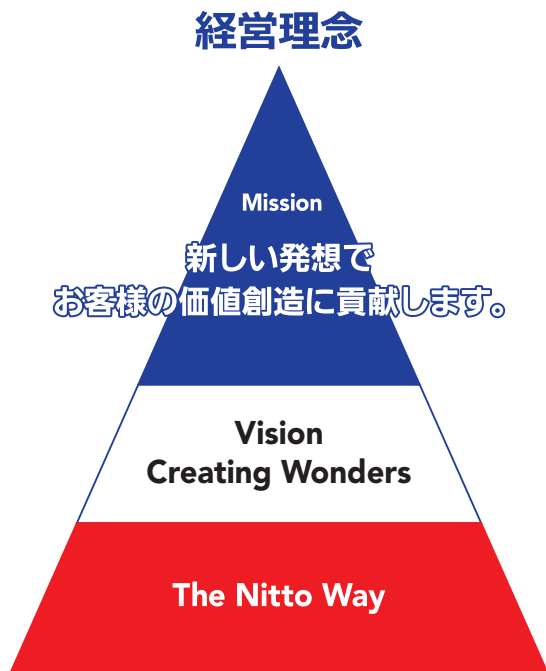 経営理念
Mission
新しい発想で
お客様の価値創造に貢献します。
Vision
Creating Wonders
The Nitto Way